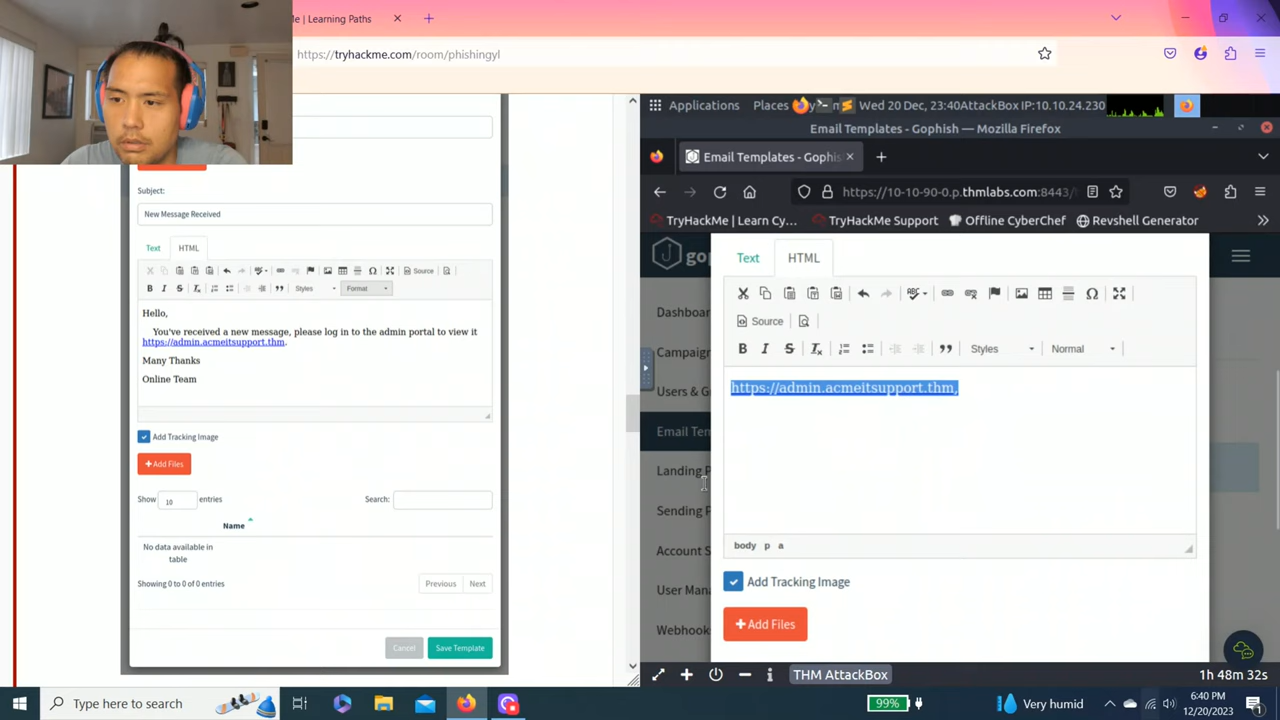 e | Learning Paths
https://tryhackme.com/room/phishingyl
Subject:
New Message Received
Text HTML
Source
Styles Format
Hello,
You've received a new message, please log in to the admin portal to view it
https://admin.acmeitsupport.thm.
Many Thanks
Online Team
Add Tracking Image
Add Files
Show 10 entries Search:
Name
No data available in
table
Showing 0 to 0 of 0 entries Previous Next
Cancel Save Template
Applications Places Wed 20 Dec, 23:40 AttackBox IP:10.10.24.230
Email Templates - Gophish — Mozilla Firefox
Email Templates - Gophis
https://10-10-90-0.p.thmlabs.com:8443/
TryHackMe | Learn Cy… TryHackMe Support Offline CyberChef Revshell Generator
gop
Dashboa
Campaig
Users & G
Email Tem
Landing P
Sending P
Account S
User Man
Webhook
Text HTML
Source
Styles Normal
https://admin.acmeitsupport.thm,
body p a
Add Tracking Image
Add Files
THM AttackBox 1h 48m 32s
Type here to search
99%
Very humid
6:40 PM
12/20/2023